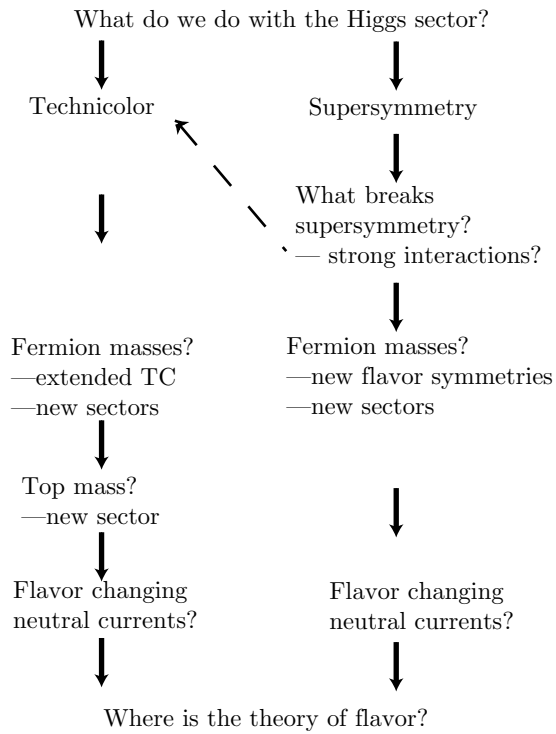 What do we do with the Higgs sector?
Technicolor
Supersymmetry
What breaks
supersymmetry?
— strong interactions?
Fermion masses?
—extended TC
—new sectors
Fermion masses?
—new flavor symmetries
—new sectors
Top mass?
—new sector
Flavor changing
neutral currents?
Flavor changing
neutral currents?
Where is the theory of flavor?